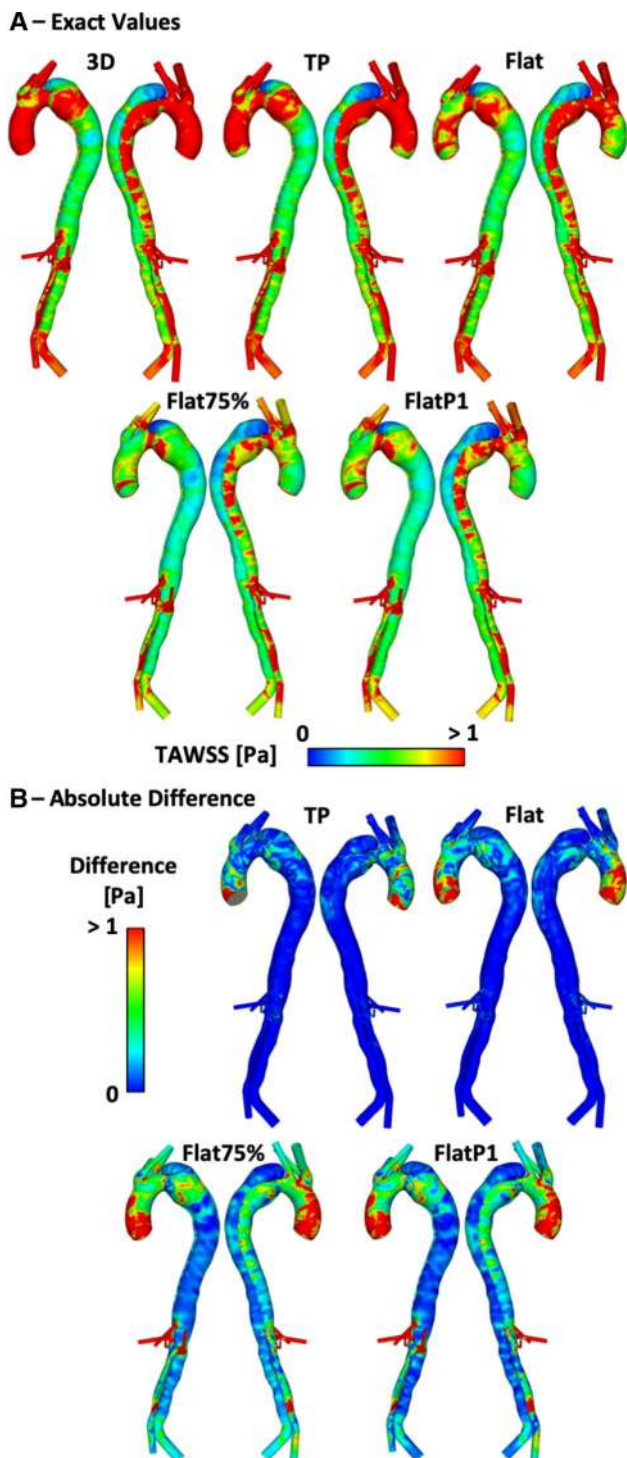 A – Exact Values
3D
TP
Flat
Flat75%
FlatP1
0
> 1
TAWSS [Pa]
B – Absolute Difference
TP
Flat
Difference
[Pa]
> 1
0
Flat75%
FlatP1